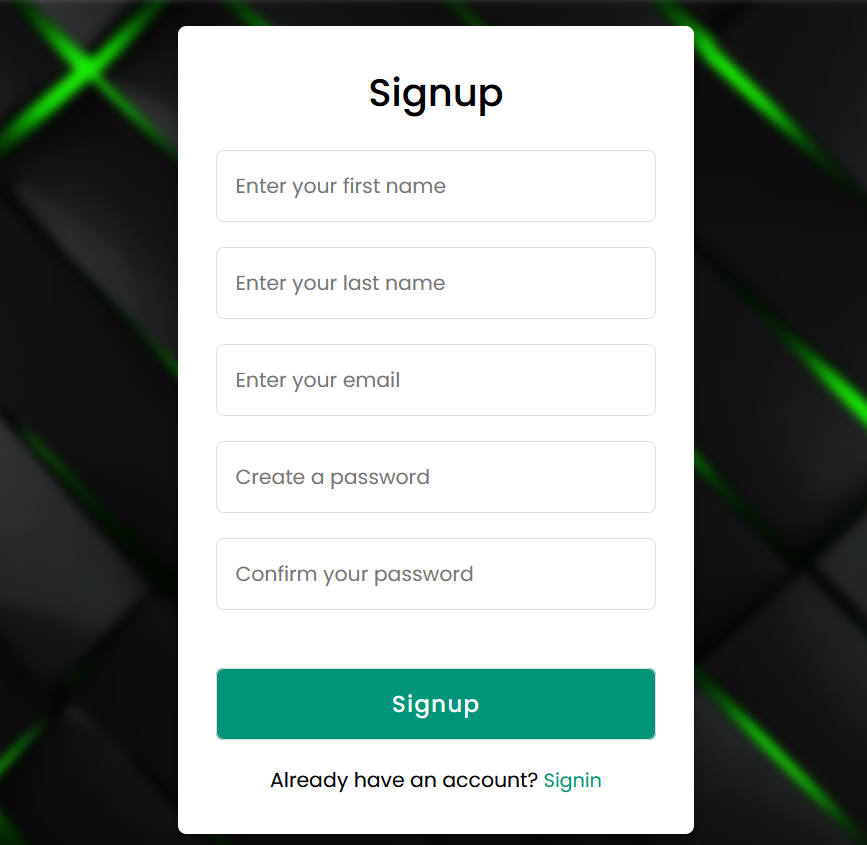 Signup
Enter your first name
Enter your last name
Enter your email
Create a password
Confirm your password
Signup
Already have an account? Signin